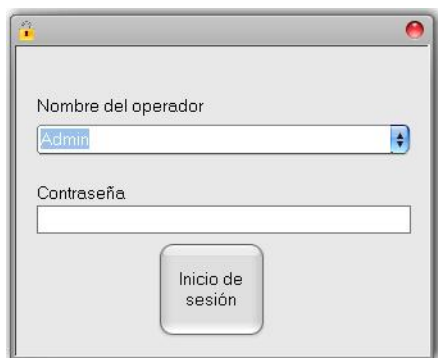 Nombre del operador
Admin
Contraseña
Inicio de
sesión